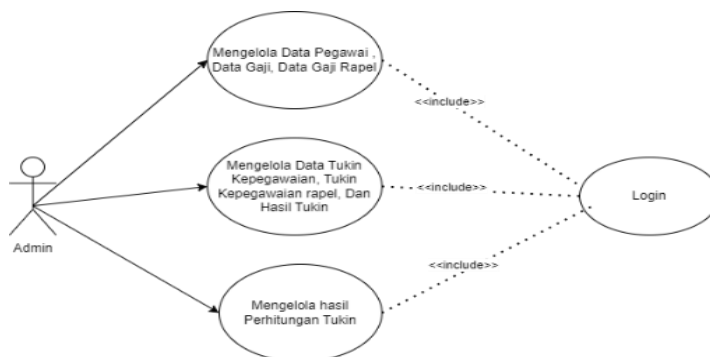 Mengelola Data Pegawai ,
Data Gaji, Data Gaji Rapel
<<include>>
Mengelola Data Tukin
Kepegawaian, Tukin
Kepegawaian rapel, Dan
Hasil Tukin
<<include>>
Login
Admin
<<include>>
Mengelola hasil
Perhitungan Tukin